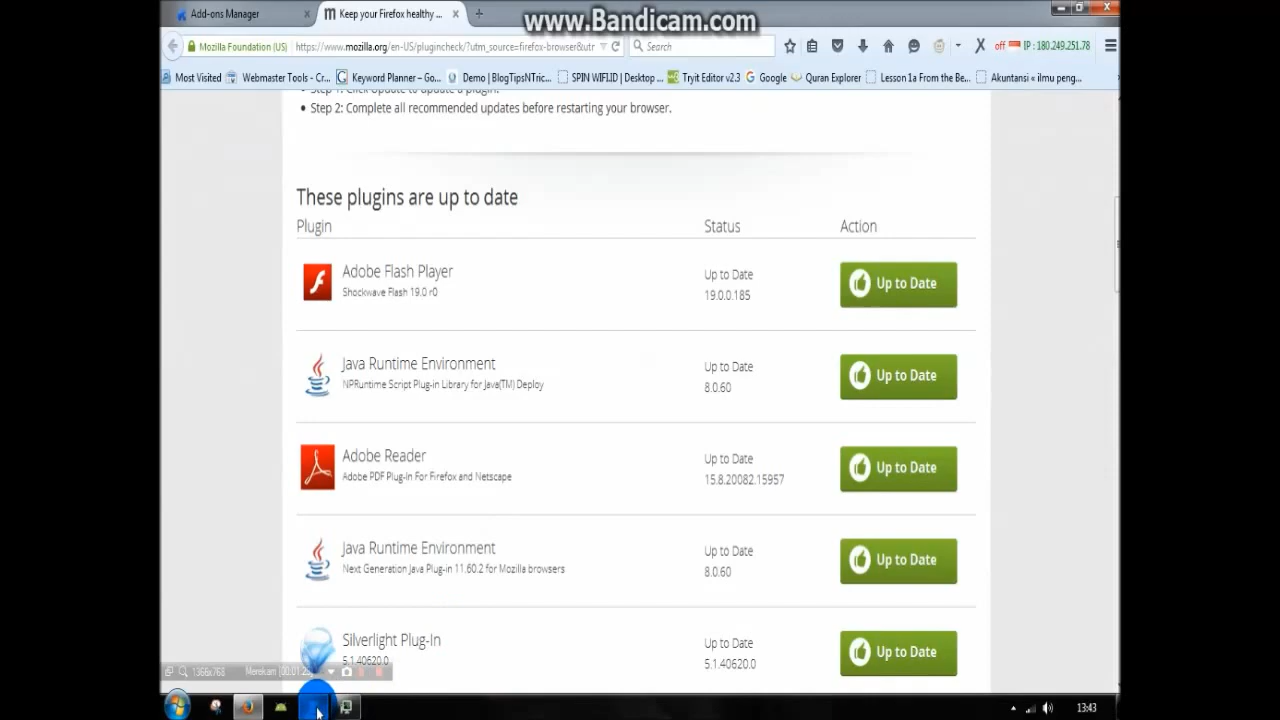 www.Bandicam.com
Add-ons Manager
Keep your Firefox healthy ...
Mozilla Foundation (US)
https://www.mozilla.org/en-US/plugincheck/?utm_source=firefox-browser&utr
Search
off
IP : 180.249.251.78
Most Visited
Webmaster Tools - Cr...
Keyword Planner – Go...
Demo | BlogTipsNTric...
SPIN WIFI.ID | Desktop ...
Tryit Editor v2.3
Google
Quran Explorer
Lesson 1a From the Be...
Akuntansi « ilmu peng...
Step 1: Click Update to update a plugin.
Step 2: Complete all recommended updates before restarting your browser.
These plugins are up to date
Plugin Status Action
Adobe Flash Player
Shockwave Flash 19.0 r0
Up to Date
19.0.0.185
Up to Date
Java Runtime Environment
NPRuntime Script Plug-in Library for Java(TM) Deploy
Up to Date
8.0.60
Up to Date
Adobe Reader
Adobe PDF Plug-In For Firefox and Netscape
Up to Date
15.8.20082.15957
Up to Date
Java Runtime Environment
Next Generation Java Plug-in 11.60.2 for Mozilla browsers
Up to Date
8.0.60
Up to Date
Silverlight Plug-In
5.1.40620.0
Up to Date
5.1.40620.0
Up to Date
1366x768
Merekam
13:43